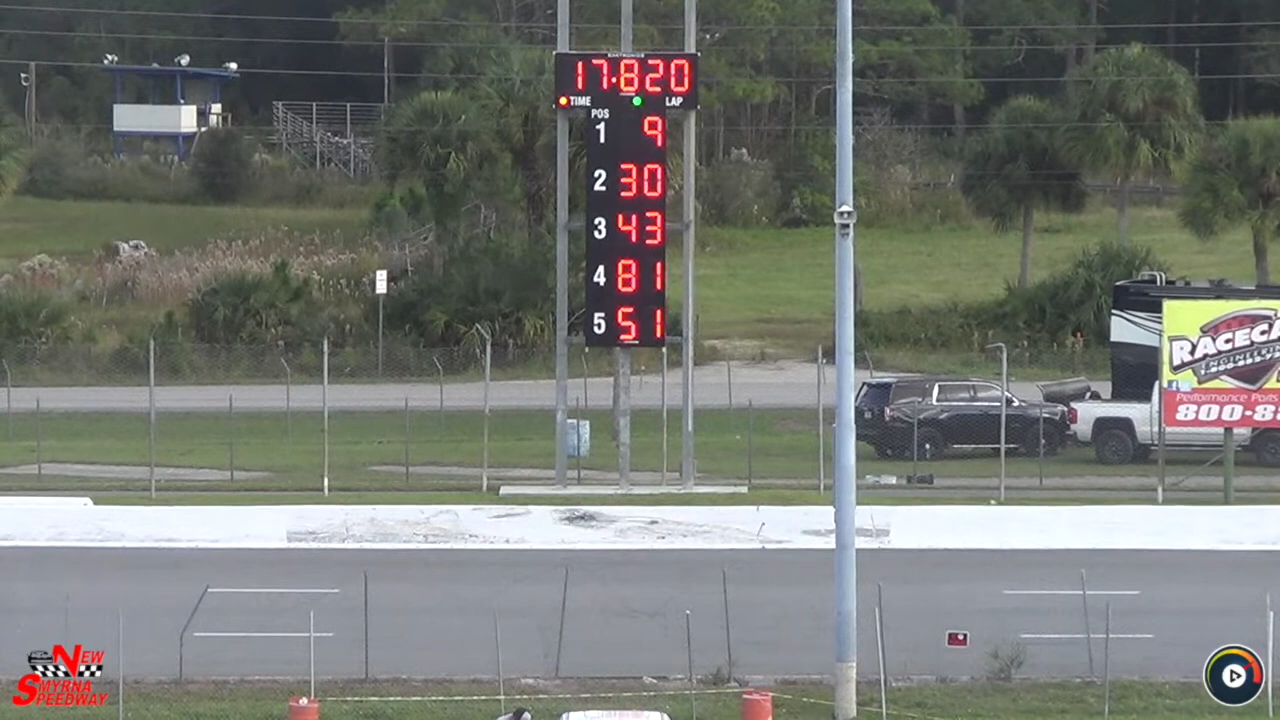 17.820
TIME LAP
POS
1 9
2 30
3 43
4 81
5 51
RACECA
ENGINEERING
Performance Parts
800-8
NEW
SMYRNA
SPEEDWAY